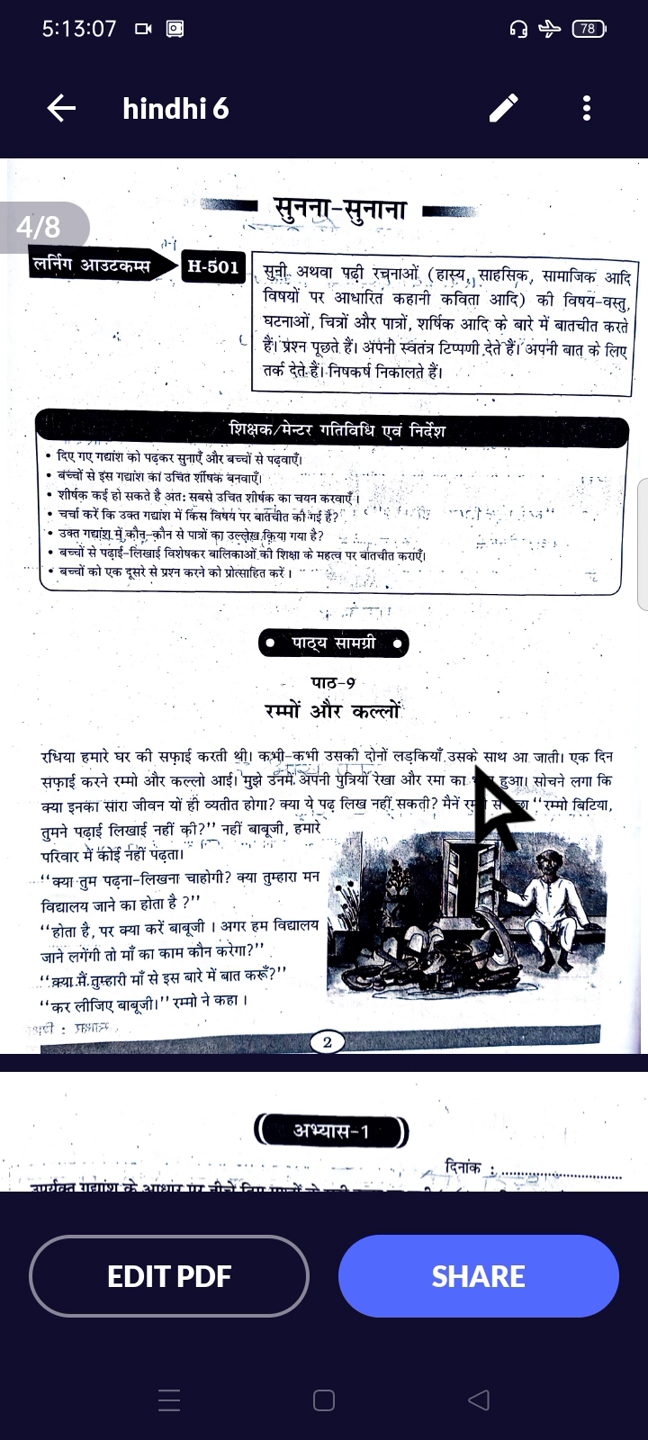 5:13:07
78
hindhi 6
4/8
सुनना-सुनाना
लर्निंग आउटकम्स H-501
सुनी अथवा पढ़ी रचनाओं (हास्य, साहसिक, सामाजिक आदि
विषयों पर आधारित कहानी कविता आदि) की विषय-वस्तु,
घटनाओं, चित्रों और पात्रों, शर्षिक आदि के बारे में बातचीत करते
हैं। प्रश्न पूछते हैं। अपनी स्वतंत्र टिप्पणी देते हैं। अपनी बात के लिए
तर्क देते हैं। निषकर्ष निकालते हैं।
शिक्षक/मेन्टर गतिविधि एवं निर्देश
• दिए गए गद्यांश को पढ़कर सुनाएँ और बच्चों से पढ़वाएँ।
• बच्चों से इस गद्यांश का उचित र्शीषक बनवाएँ।
• शीर्षक कई हो सकते है अत: सबसे उचित शीर्षक का चयन करवाएँ।
• चर्चा करें कि उक्त गद्यांश में किस विषय पर बातचीत की गई है?
• उक्त गद्यांश में कौन-कौन से पात्रों का उल्लेख किया गया है?
• बच्चों से पढ़ाई-लिखाई विशेषकर बालिकाओं की शिक्षा के महत्व पर बातचीत कराएँ।
• बच्चों को एक दूसरे से प्रश्न करने को प्रोत्साहित करें।
• पाठ्य सामग्री •
पाठ-9
रम्मों और कल्लों
रधिया हमारे घर की सफाई करती थी। कभी-कभी उसकी दोनों लड़कियाँ उसके साथ आ जाती। एक दिन
सफाई करने रम्मो और कल्लो आई। मुझे उनमें अपनी पुत्रियां रेखा और रमा का हुआ। सोचने लगा कि
क्या इनका सारा जीवन यों ही व्यतीत होगा? क्या ये पढ़ लिख नहीं सकती? मैनें "रम्मो बिटिया,
तुमने पढ़ाई लिखाई नहीं की?" नहीं बाबूजी, हमारे
परिवार में कोई नहीं पढ़ता।
"क्या तुम पढ़ना-लिखना चाहोगी? क्या तुम्हारा मन
विद्यालय जाने का होता है ?"
"होता है, पर क्या करें बाबूजी । अगर हम विद्यालय
जाने लगेंगी तो माँ का काम कौन करेगा?"
"क्या मैं तुम्हारी माँ से इस बारे में बात करूँ?"
"कर लीजिए बाबूजी।" रम्मो ने कहा ।
2
अभ्यास-1
दिनांक : ..............................
EDIT PDF
SHARE